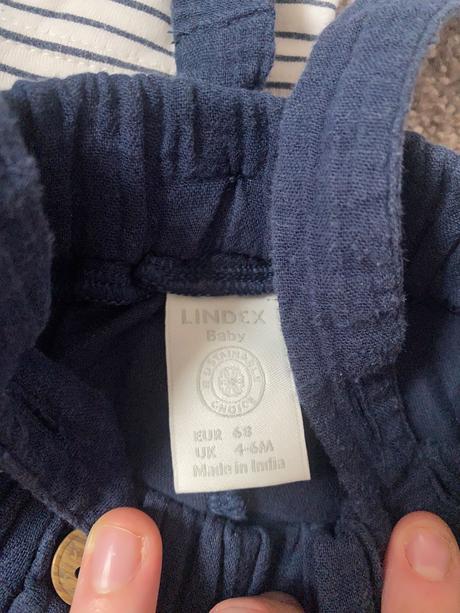 LINDEX
Baby
SUSTAINABLE
CHOICE
EUR 68
UK 4-6M
Made in India